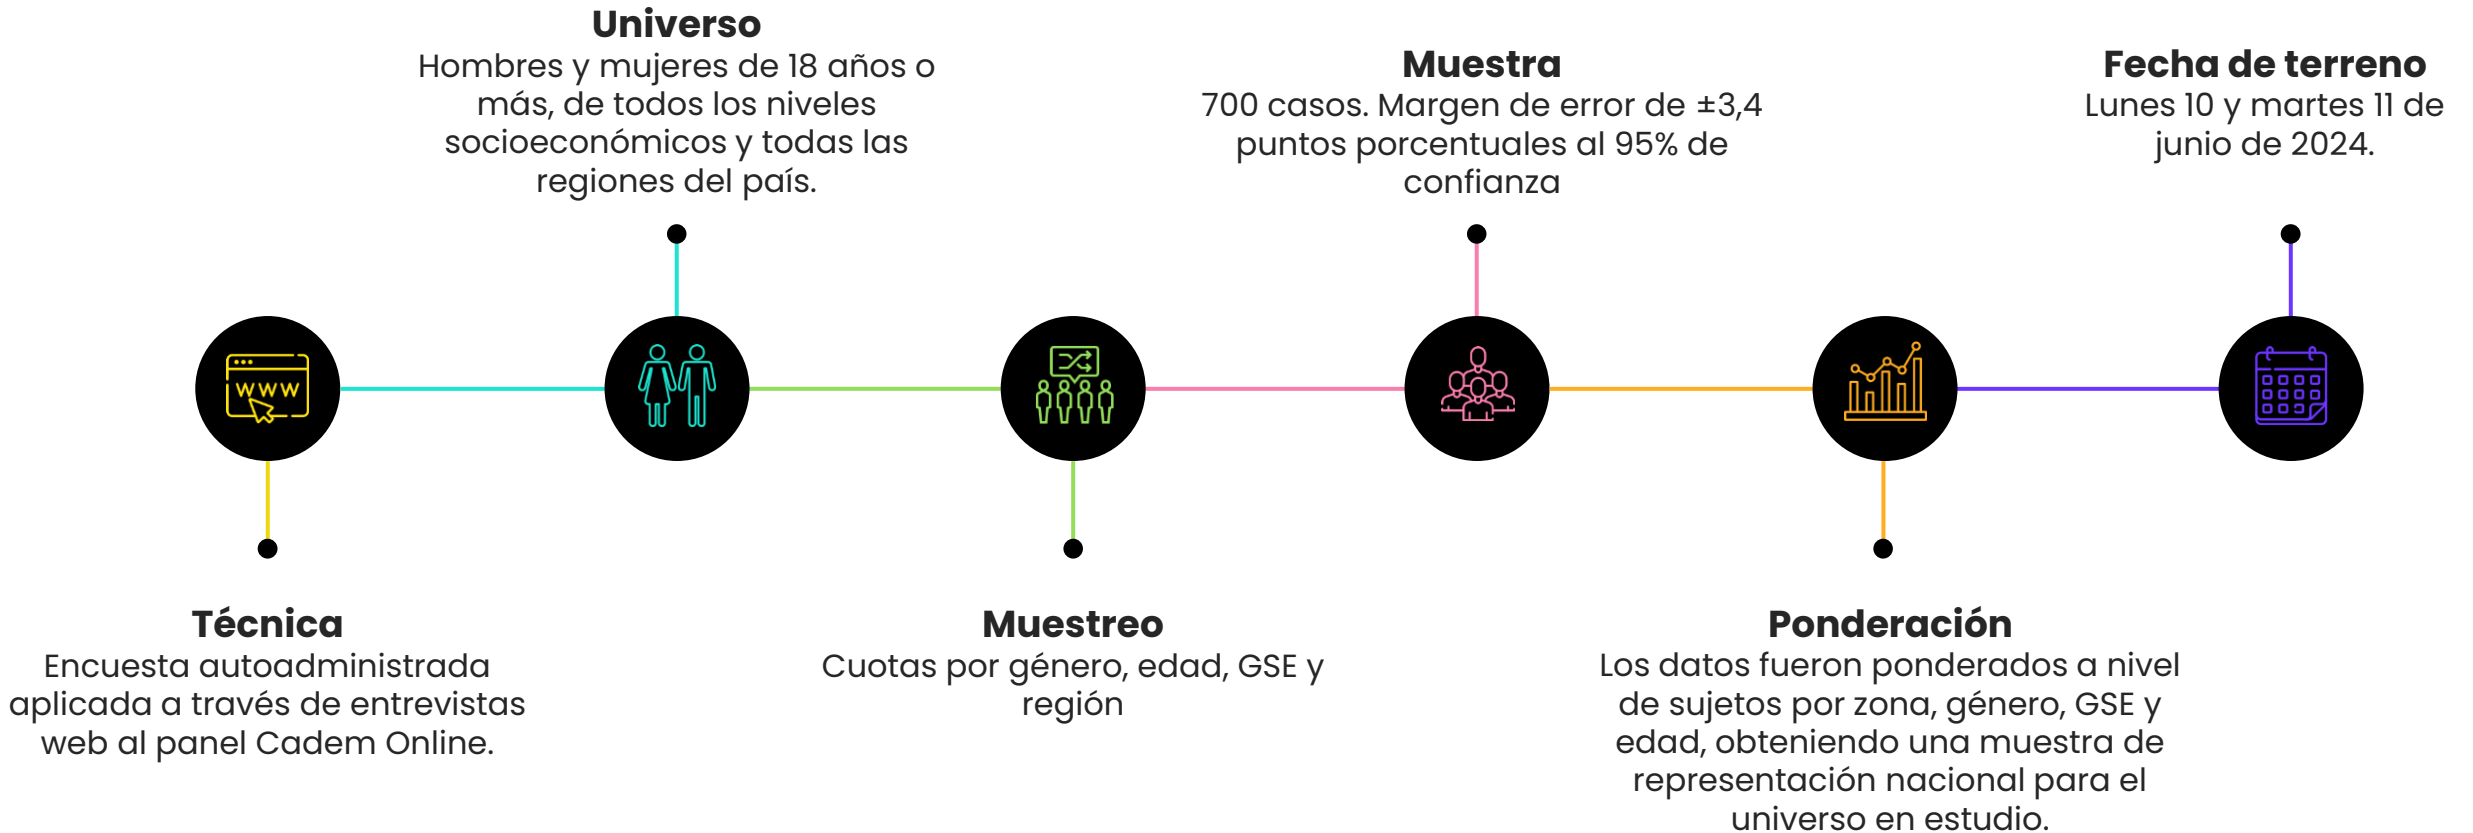 Universo
Hombres y mujeres de 18 años o
más, de todos los niveles
socioeconómicos y todas las
regiones del país.
Muestra
700 casos. Margen de error de ±3,4
puntos porcentuales al 95% de
confianza
Fecha de terreno
Lunes 10 y martes 11 de
junio de 2024.
WWW
Técnica
Encuesta autoadministrada
aplicada a través de entrevistas
web al panel Cadem Online.
Muestreo
Cuotas por género, edad, GSE y
región
Ponderación
Los datos fueron ponderados a nivel
de sujetos por zona, género, GSE y
edad, obteniendo una muestra de
representación nacional para el
universo en estudio.